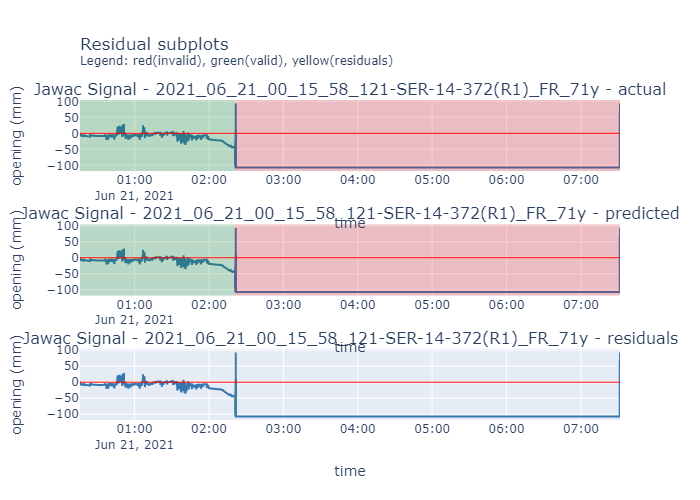 Residual subplots
Legend: red(invalid), green(valid), yellow(residuals)
Jawac Signal - 2021_06_21_00_15_58_121-SER-14-372(R1)_FR_71y - actual
opening (mm)
100
50
0
−50
−100
01:00 02:00 03:00 04:00 05:00 06:00 07:00
Jun 21, 2021
time
Jawac Signal - 2021_06_21_00_15_58_121-SER-14-372(R1)_FR_71y - predicted
opening (mm)
100
50
0
−50
−100
01:00 02:00 03:00 04:00 05:00 06:00 07:00
Jun 21, 2021
time
Jawac Signal - 2021_06_21_00_15_58_121-SER-14-372(R1)_FR_71y - residuals
opening (mm)
100
50
0
−50
−100
01:00 02:00 03:00 04:00 05:00 06:00 07:00
Jun 21, 2021
time